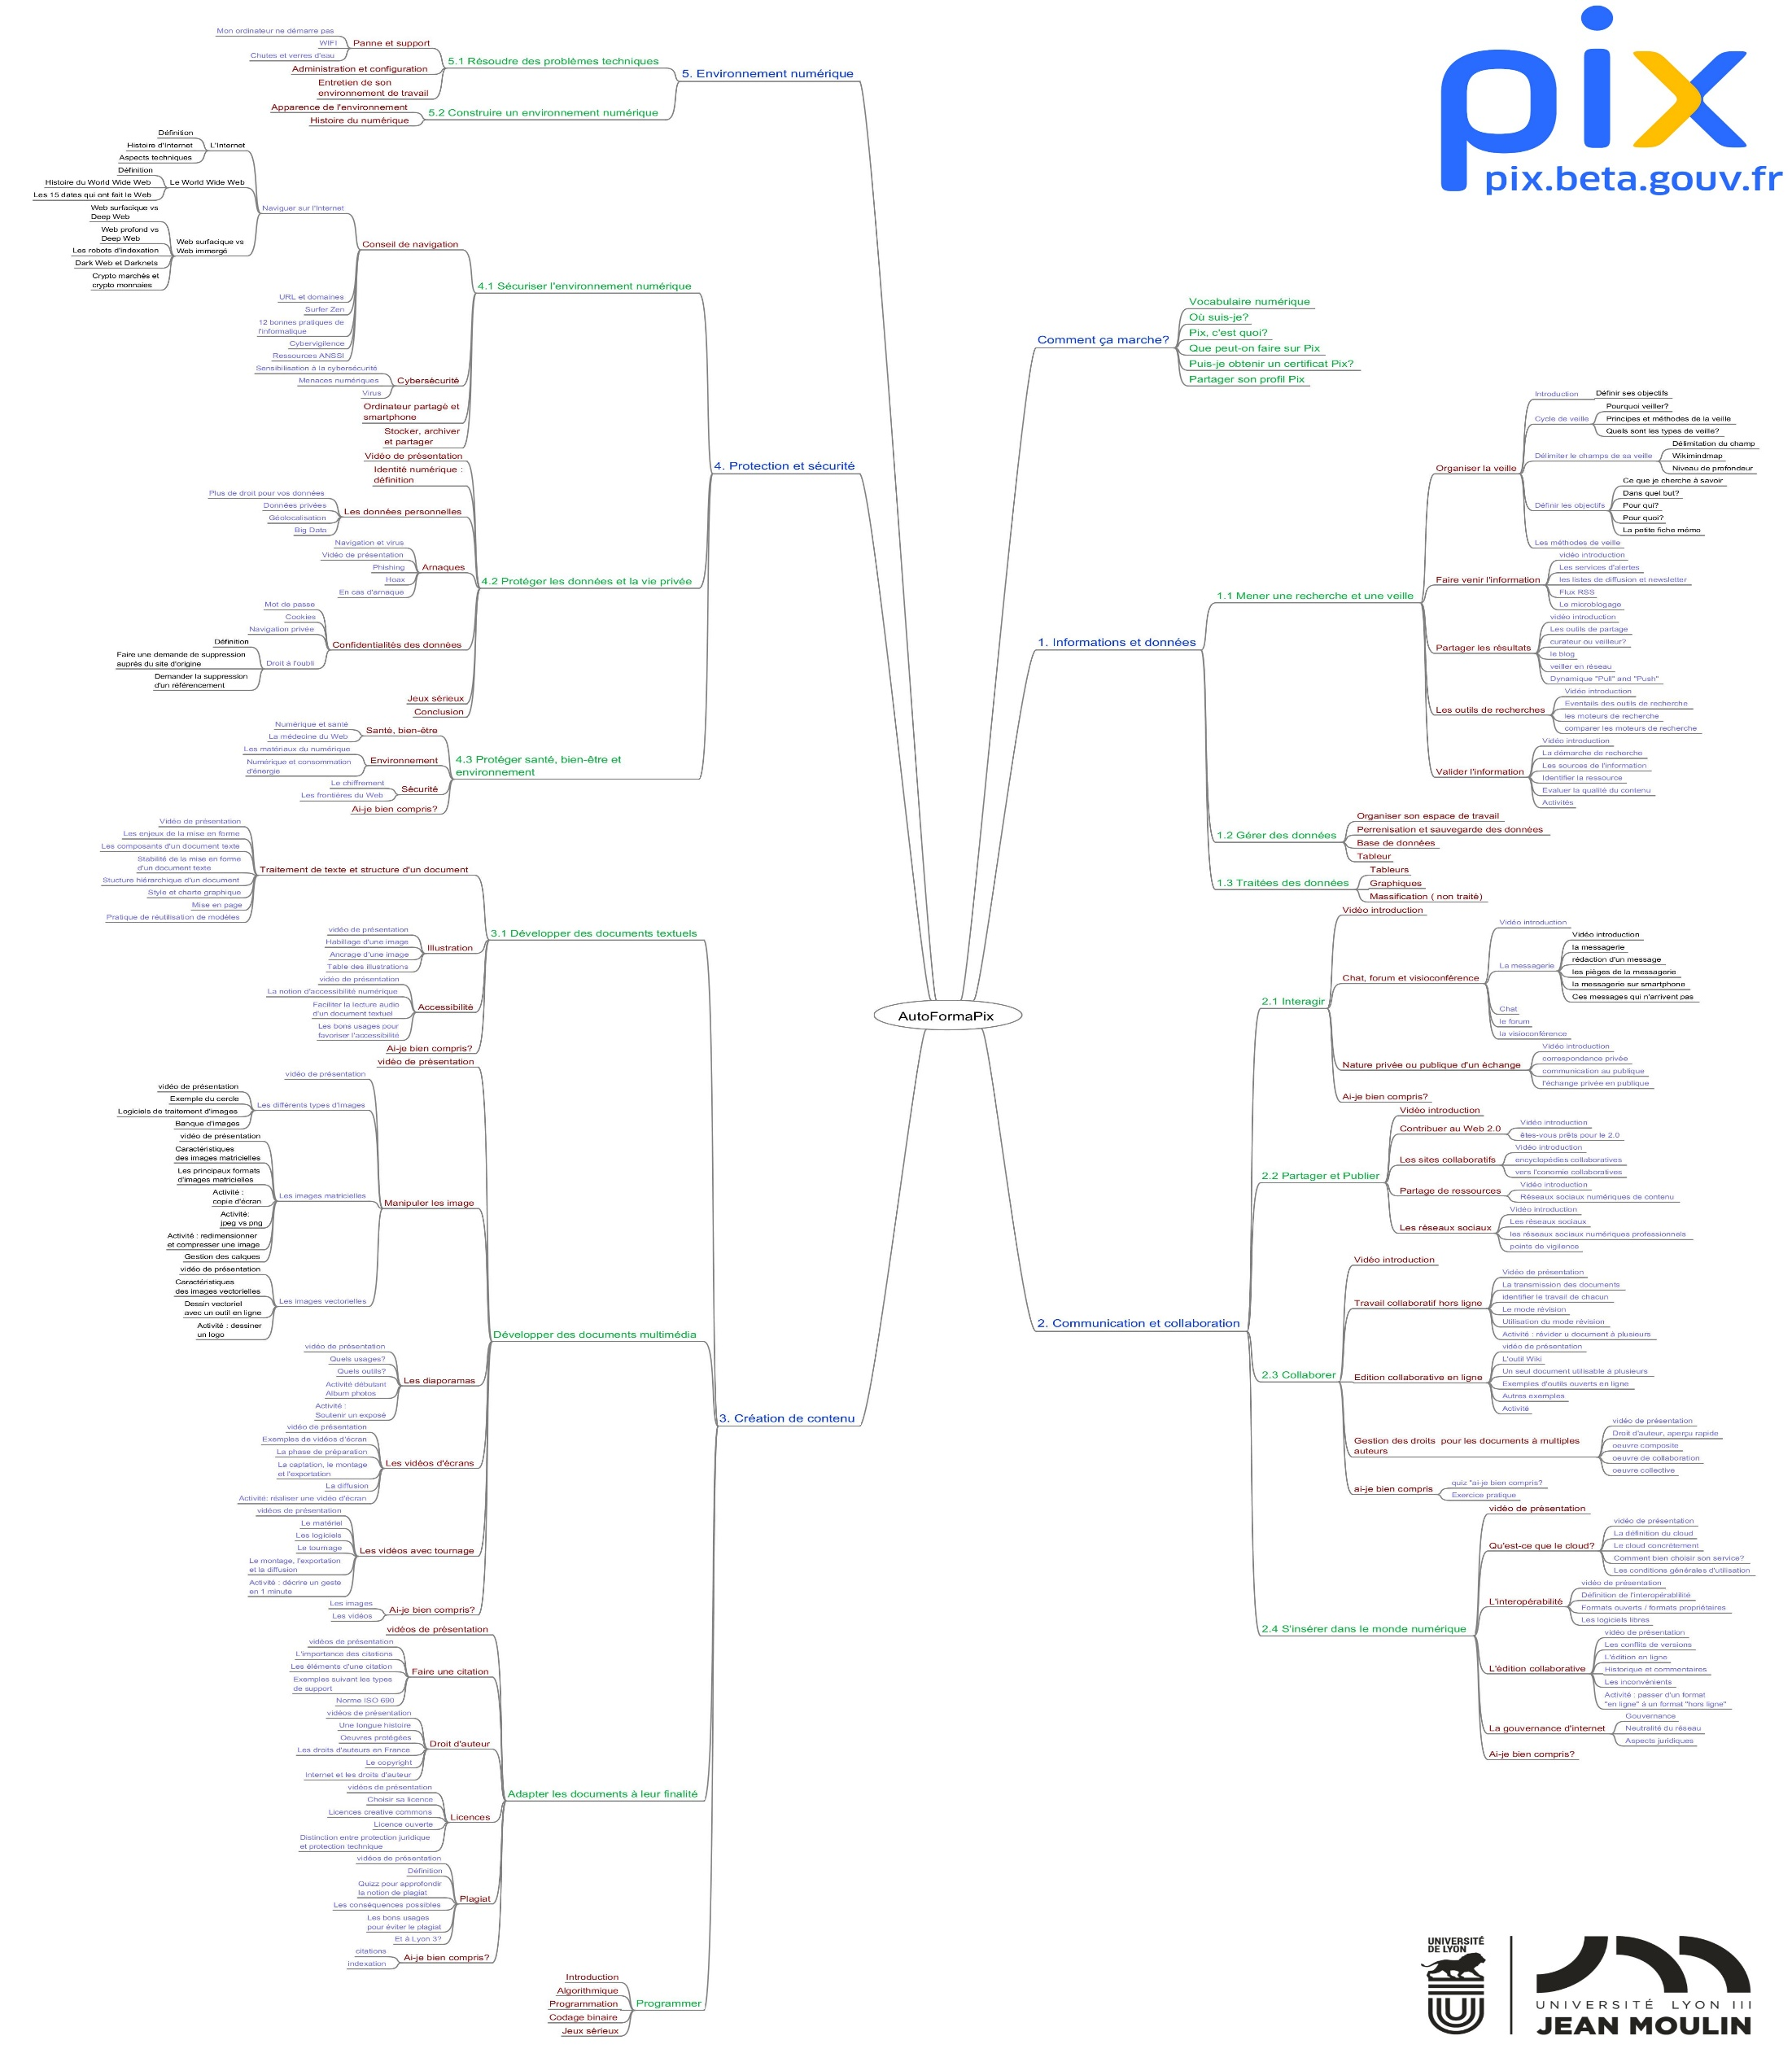 pix
pix.beta.gouv.fr
AutoFormaPix
Comment ça marche?
Vocabulaire numérique
Où suis-je?
Pix, c'est quoi?
Que peut-on faire sur Pix
Puis-je obtenir un certificat Pix?
Partager son profil Pix
1. Informations et données
1.1 Mener une recherche et une veille
Organiser la veille
Introduction
Définir ses objectifs
Cycle de veille
Pourquoi veiller?
Principes et méthodes de la veille
Quels sont les types de veille?
Délimiter le champs de sa veille
Délimitation du champ
Wikimindmap
Niveau de profondeur
Définir les objectifs
Ce que je cherche à savoir
Dans quel but?
Pour qui?
Pour quoi?
La petite fiche mémo
Les méthodes de veille
Faire venir l'information
vidéo introduction
Les services d'alertes
les listes de diffusion et newsletter
Flux RSS
Le microblogage
Partager les résultats
vidéo introduction
Les outils de partage
curateur ou veilleur?
le blog
veiller en réseau
Dynamique "Pull" and "Push"
Les outils de recherches
Vidéo introduction
Eventails des outils de recherche
les moteurs de recherche
comparer les moteurs de recherche
Valider l'information
Vidéo introduction
La démarche de recherche
Les sources de l'information
Identifier la ressource
Evaluer la qualité du contenu
Activités
1.2 Gérer des données
Organiser son espace de travail
Perrenisation et sauvegarde des données
Base de données
Tableur
1.3 Traitées des données
Tableurs
Graphiques
Massification ( non traité)
2. Communication et collaboration
2.1 Interagir
Vidéo introduction
Chat, forum et visioconférence
Vidéo introduction
La messagerie
Vidéo introduction
la messagerie
rédaction d'un message
les pièges de la messagerie
la messagerie sur smartphone
Ces messages qui n'arrivent pas
Chat
le forum
la visioconférence
Nature privée ou publique d'un échange
Vidéo introduction
correspondance privée
communication au publique
l'échange privée en publique
Ai-je bien compris?
2.2 Partager et Publier
Vidéo introduction
Contribuer au Web 2.0
Vidéo introduction
êtes-vous prêts pour le 2.0
Les sites collaboratifs
Vidéo introduction
encyclopédies collaboratives
vers l'conomie collaboratives
Partage de ressources
Vidéo introduction
Réseaux sociaux numériques de contenu
Les réseaux sociaux
Vidéo introduction
Les réseaux sociaux
les réseaux sociaux numériques professionnels
points de vigilence
2.3 Collaborer
Vidéo introduction
Travail collaboratif hors ligne
Vidéo de présentation
La transmission des documents
identifier le travail de chacun
Le mode révision
Utilisation du mode révision
Activité : révider u document à plusieurs
Edition collaborative en ligne
vidéo de présentation
L'outil Wiki
Un seul document utilisable à plusieurs
Exemples d'outils ouverts en ligne
Autres exemples
Activité
Gestion des droits pour les documents à multiples
auteurs
vidéo de présentation
Droit d'auteur, aperçu rapide
oeuvre composite
oeuvre de collaboration
oeuvre collective
ai-je bien compris
quiz "ai-je bien compris?
Exercice pratique
2.4 S'insérer dans le monde numérique
vidéo de présentation
Qu'est-ce que le cloud?
vidéo de présentation
La définition du cloud
Le cloud concrètement
Comment bien choisir son service?
Les conditions générales d'utilisation
L'interopérabilité
vidéo de présentation
Définition de l'interopérablilité
Formats ouverts / formats propriétaires
Les logiciels libres
L'édition collaborative
vidéo de présentation
Les conflits de versions
L'édition en ligne
Historique et commentaires
Les inconvénients
Activité : passer d'un format
"en ligne" à un format "hors ligne"
La gouvernance d'internet
Gouvernance
Neutralité du réseau
Aspects juridiques
Ai-je bien compris?
5. Environnement numérique
5.1 Résoudre des problèmes techniques
Panne et support
Mon ordinateur ne démarre pas
WIFI
Chutes et verres d'eau
Administration et configuration
Entretien de son
environnement de travail
5.2 Construire un environnement numérique
Apparence de l'environnement
Histoire du numérique
4. Protection et sécurité
4.1 Sécuriser l'environnement numérique
Conseil de navigation
Naviguer sur l'Internet
L'Internet
Définition
Histoire d'Internet
Aspects techniques
Le World Wide Web
Définition
Histoire du World Wide Web
Les 15 dates qui ont fait le Web
Web surfacique vs
Web immergé
Web surfacique vs
Deep Web
Web profond vs
Deep Web
Les robots d'indexation
Dark Web et Darknets
Crypto marchés et
crypto monnaies
URL et domaines
Surfer Zen
12 bonnes pratiques de
l'informatique
Cybervigilence
Ressources ANSSI
Cybersécurité
Sensibilisation à la cybersécurité
Menaces numériques
Virus
Ordinateur partagé et
smartphone
Stocker, archiver
et partager
4.2 Protéger les données et la vie privée
Vidéo de présentation
Identité numérique :
définition
Les données personnelles
Plus de droit pour vos données
Données privées
Géolocalisation
Big Data
Arnaques
Navigation et virus
Vidéo de présentation
Phishing
Hoax
En cas d'arnaque
Confidentialités des données
Mot de passe
Cookies
Navigation privée
Droit à l'oubli
Définition
Faire une demande de suppression
auprès du site d'origine
Demander la suppression
d'un référencement
Jeux sérieux
Conclusion
4.3 Protéger santé, bien-être et
environnement
Santé, bien-être
Numérique et santé
La médecine du Web
Environnement
Les matériaux du numérique
Numérique et consommation
d'énergie
Sécurité
Le chiffrement
Les frontières du Web
Ai-je bien compris?
3. Création de contenu
3.1 Développer des documents textuels
Traitement de texte et structure d'un document
Vidéo de présentation
Les enjeux de la mise en forme
Les composants d'un document texte
Stabilité de la mise en forme
d'un document texte
Stucture hiérarchique d'un document
Style et charte graphique
Mise en page
Pratique de réutilisation de modèles
Illustration
vidéo de présentation
Habillage d'une image
Ancrage d'une image
Table des illustrations
Accessibilité
vidéo de présentation
La notion d'accessibilité numérique
Faciliter la lecture audio
d'un document textuel
Les bons usages pour
favoriser l'accessibilité
Ai-je bien compris?
Développer des documents multimédia
vidéo de présentation
Manipuler les image
vidéo de présentation
Les différents types d'images
vidéo de présentation
Exemple du cercle
Logiciels de traitement d'images
Banque d'images
Les images matricielles
vidéo de présentation
Caractéristiques
des images matricielles
Les principaux formats
d'images matricielles
Activité :
copie d'écran
Activité:
jpeg vs png
Activité : redimensionner
et compresser une image
Gestion des calques
Les images vectorielles
vidéo de présentation
Caractéristiques
des images vectorielles
Dessin vectoriel
avec un outil en ligne
Activité : dessiner
un logo
Les diaporamas
vidéo de présentation
Quels usages?
Quels outils?
Activité débutant
Album photos
Activité :
Soutenir un exposé
Les vidéos d'écrans
vidéo de présentation
Exemples de vidéos d'écran
La phase de préparation
La captation, le montage
et l'exportation
La diffusion
Activité: réaliser une vidéo d'écran
Les vidéos avec tournage
vidéos de présentation
Le matériel
Les logiciels
Le tournage
Le montage, l'exportation
et la diffusion
Activité : décrire un geste
en 1 minute
Ai-je bien compris?
Les images
Les vidéos
Adapter les documents à leur finalité
vidéos de présentation
Faire une citation
vidéos de présentation
L'importance des citations
Les éléments d'une citation
Exemples suivant les types
de support
Norme ISO 690
Droit d'auteur
vidéos de présentation
Une longue histoire
Oeuvres protégées
Les droits d'auteurs en France
Le copyright
Internet et les droits d'auteur
Licences
vidéos de présentation
Choisir sa licence
Licences creative commons
Licence ouverte
Distinction entre protection juridique
et protection technique
Plagiat
vidéos de présentation
Définition
Quizz pour approfondir
la notion de plagiat
Les conséquences possibles
Les bons usages
pour éviter le plagiat
Et à Lyon 3?
Ai-je bien compris?
citations
indexation
Programmer
Introduction
Algorithmique
Programmation
Codage binaire
Jeux sérieux
UNIVERSITÉ
DE LYON
UNIVERSITÉ LYON III
JEAN MOULIN